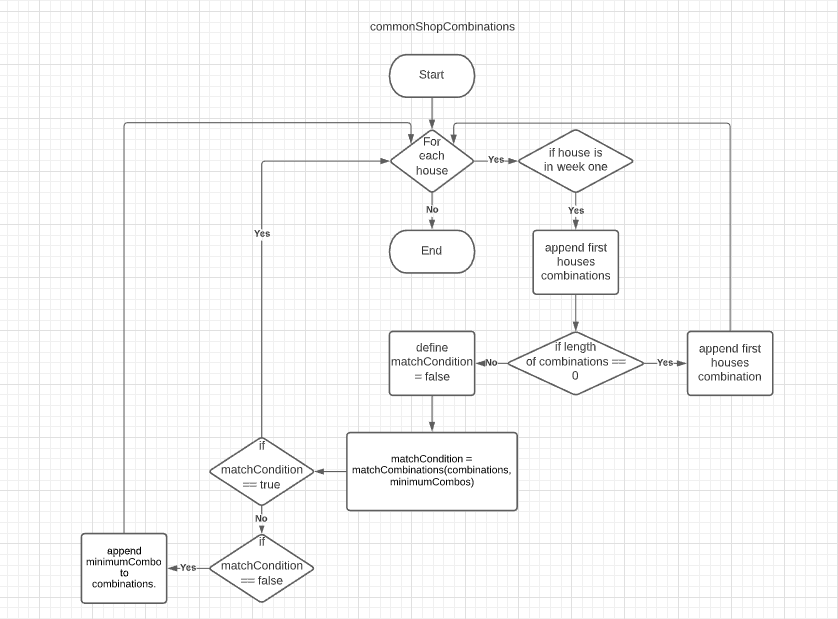 commonShopCombinations
Start
For
each
house
Yes
if house is
in week one
No
Yes
End
append first
houses
combinations
Yes
define
matchCondition
= false
No
if length
of combinations ==
0
Yes
append first
houses
combination
matchCondition =
matchCombinations(combinations,
minimumCombos)
if
matchCondition
== true
No
if
matchCondition
== false
Yes
append
minimumCombo
to
combinations.